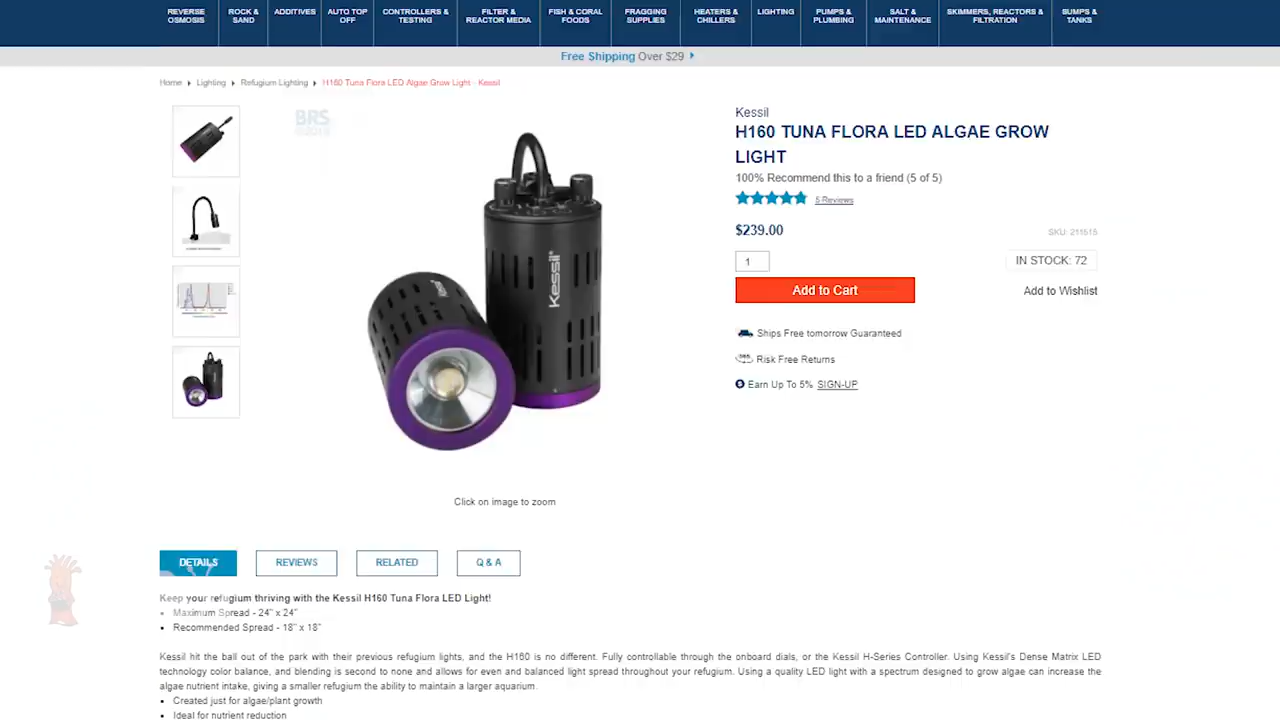 REVERSE OSMOSIS
ROCK & SAND
ADDITIVES
AUTO TOP OFF
CONTROLLERS & TESTING
FILTER & REACTOR MEDIA
FISH & CORAL FOODS
FRAGGING SUPPLIES
HEATERS & CHILLERS
LIGHTING
PUMPS & PLUMBING
SALT & MAINTENANCE
SKIMMERS, REACTORS & FILTRATION
BUMPS & TANKS
Free Shipping Over $29
Home Lighting Refugium Lighting H160 Tuna Flora LED Algae Grow Light - Kessil
BRS
Kessil
Kessil
Kessil
H160 TUNA FLORA LED ALGAE GROW
LIGHT
100% Recommend this to a friend (5 of 5)
5 Reviews
$239.00
SKU: 211515
1
IN STOCK: 72
Add to Cart
Add to Wishlist
Ships Free tomorrow Guaranteed
Risk Free Returns
Earn Up To 5% SIGN-UP
Click on image to zoom
DETAILS
REVIEWS
RELATED
Q & A
Keep your refugium thriving with the Kessil H160 Tuna Flora LED Light!
Maximum Spread - 24" x 24"
Recommended Spread - 18" x 18"
Kessil hit the ball out of the park with their previous refugium lights, and the H160 is no different. Fully controllable through the onboard dials, or the Kessil H-Series Controller. Using Kessil's Dense Matrix LED
technology color balance, and blending is second to none and allows for even and balanced light spread throughout your refugium. Using a quality LED light with a spectrum designed to grow algae can increase the
algae nutrient intake, giving a smaller refugium the ability to maintain a larger aquarium.
Created just for algae/plant growth
Ideal for nutrient reduction